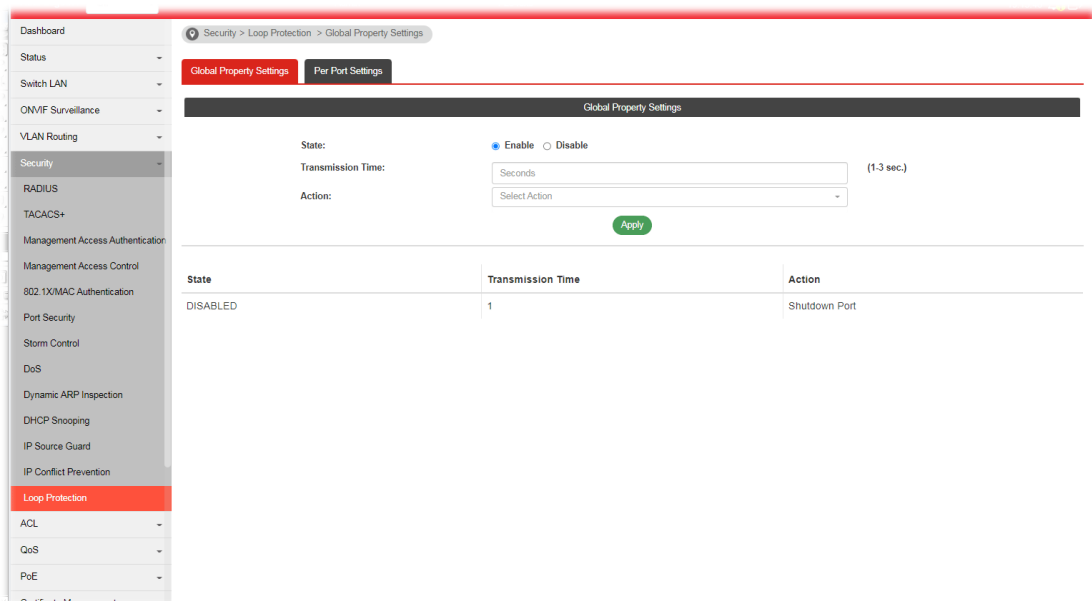 Dashboard
Status
Switch LAN
ONVIF Surveillance
VLAN Routing
Security
RADIUS
TACACS+
Management Access Authentication
Management Access Control
802.1X/MAC Authentication
Port Security
Storm Control
DoS
Dynamic ARP Inspection
DHCP Snooping
IP Source Guard
IP Conflict Prevention
Loop Protection
ACL
QoS
PoE
Security > Loop Protection > Global Property Settings
Global Property Settings Per Port Settings
Global Property Settings
State: Enable Disable
Transmission Time: Seconds (1-3 sec.)
Action: Select Action
Apply
State Transmission Time Action
DISABLED 1 Shutdown Port